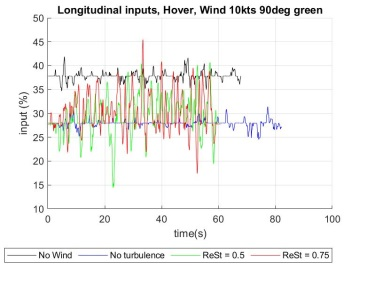 Longitudinal inputs, Hover, Wind 10kts 90deg green
50
45
40
35
30
25
20
15
10
input (%)
0 20 40 60 80 100
time(s)
No Wind No turbulence ReSt = 0.5 ReSt = 0.75